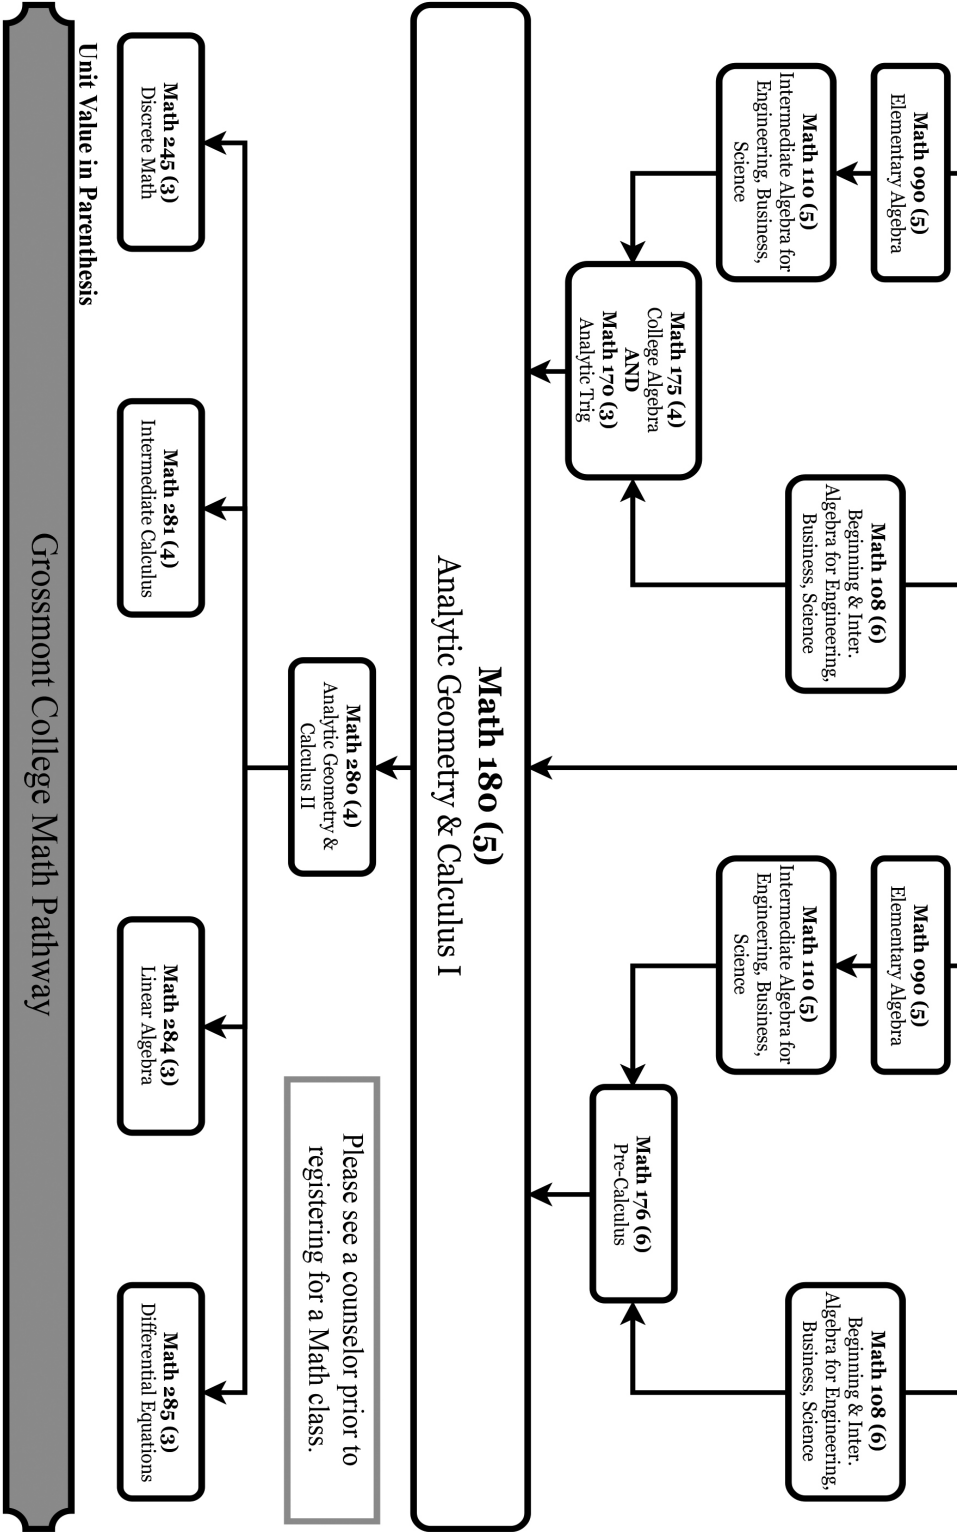 Math 090 (5)
Elementary Algebra
Math 090 (5)
Elementary Algebra
Math 110 (5)
Intermediate Algebra for
Engineering, Business,
Science
Math 108 (6)
Beginning & Inter.
Algebra for Engineering,
Business, Science
Math 110 (5)
Intermediate Algebra for
Engineering, Business,
Science
Math 108 (6)
Beginning & Inter.
Algebra for Engineering,
Business, Science
Math 175 (4)
College Algebra
AND
Math 170 (3)
Analytic Trig
Math 176 (6)
Pre-Calculus
Math 180 (5)
Analytic Geometry & Calculus I
Math 280 (4)
Analytic Geometry &
Calculus II
Please see a counselor prior to
registering for a Math class.
Math 245 (3)
Discrete Math
Math 281 (4)
Intermediate Calculus
Math 284 (3)
Linear Algebra
Math 285 (3)
Differential Equations
Unit Value in Parenthesis
Grossmont College Math Pathway